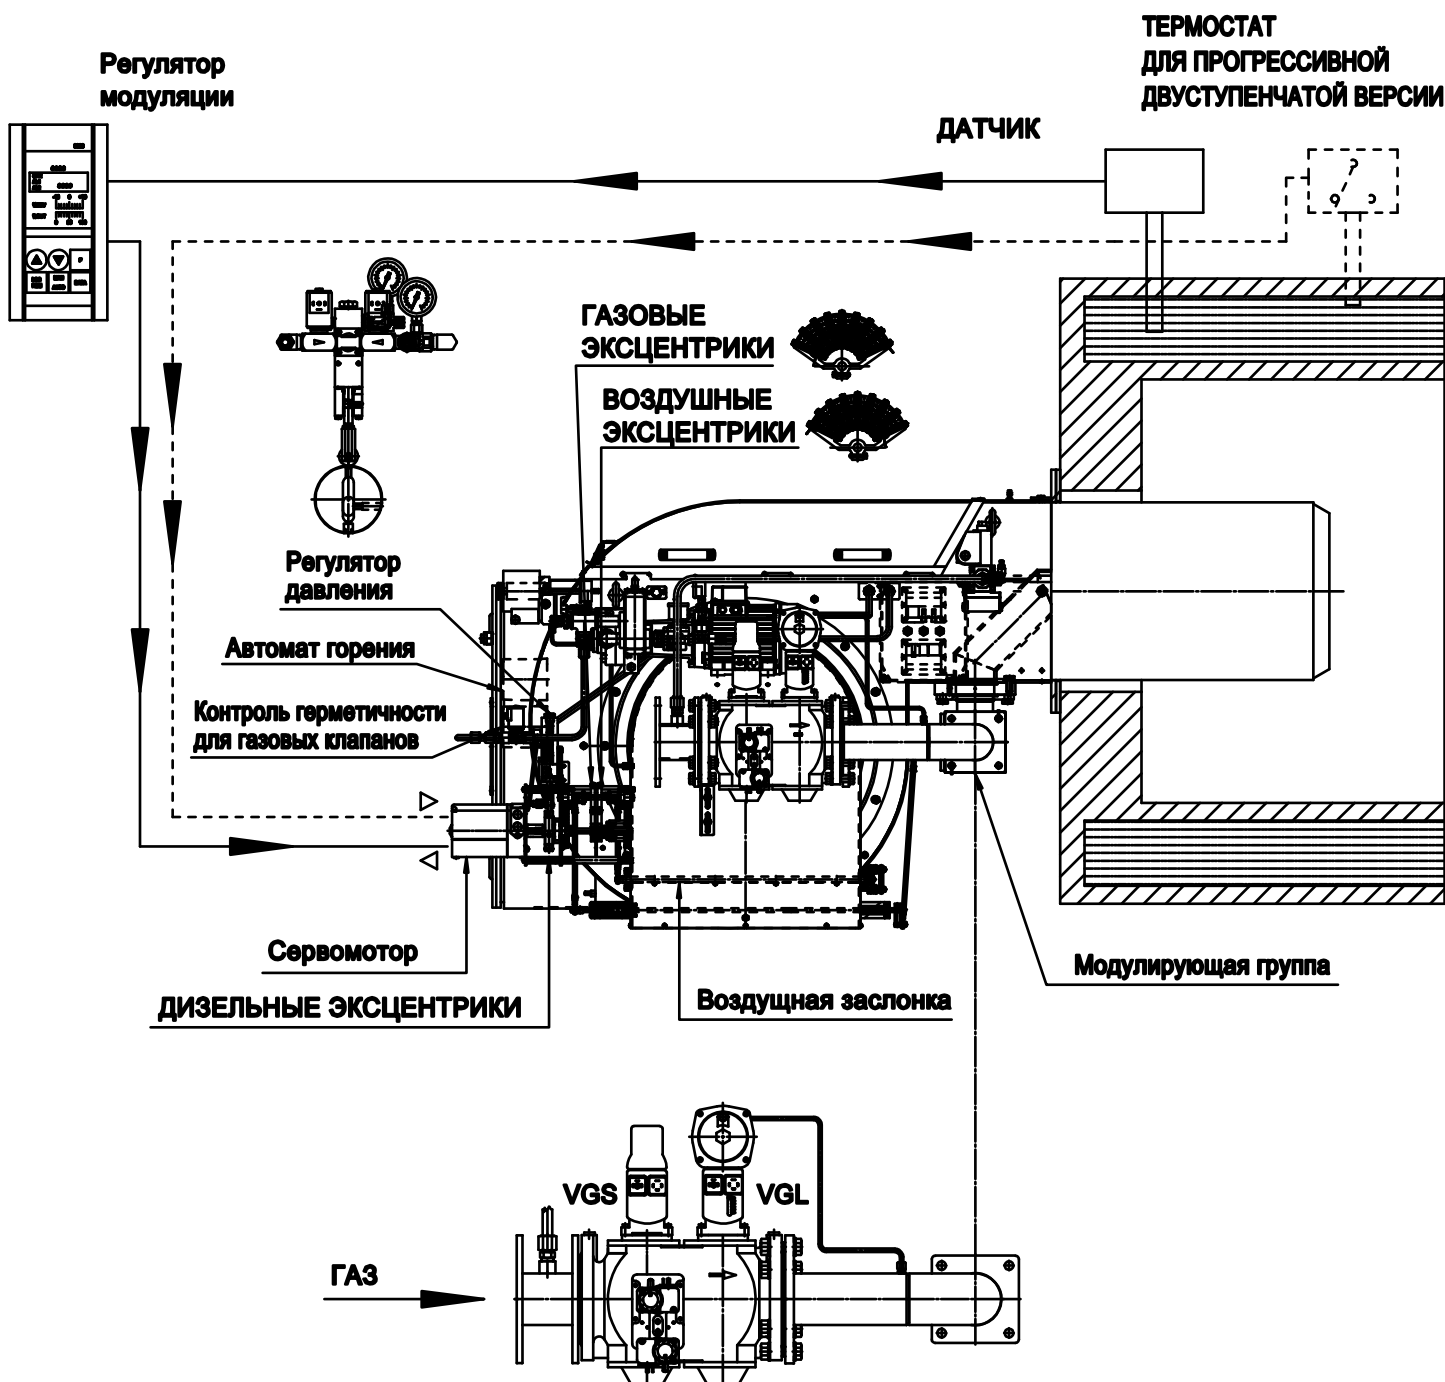 ТЕРМОСТАТ
ДЛЯ ПРОГРЕССИВНОЙ
ДВУСТУПЕНЧАТОЙ ВЕРСИИ
Регулятор
модуляции
ДАТЧИК
ГАЗОВЫЕ
ЭКСЦЕНТРИКИ
ВОЗДУШНЫЕ
ЭКСЦЕНТРИКИ
Регулятор
давления
Автомат горения
Контроль герметичности
для газовых клапанов
Сервомотор
ДИЗЕЛЬНЫЕ ЭКСЦЕНТРИКИ
Воздущная заслонка
Модулирующая группа
VGS
VGL
ГАЗ